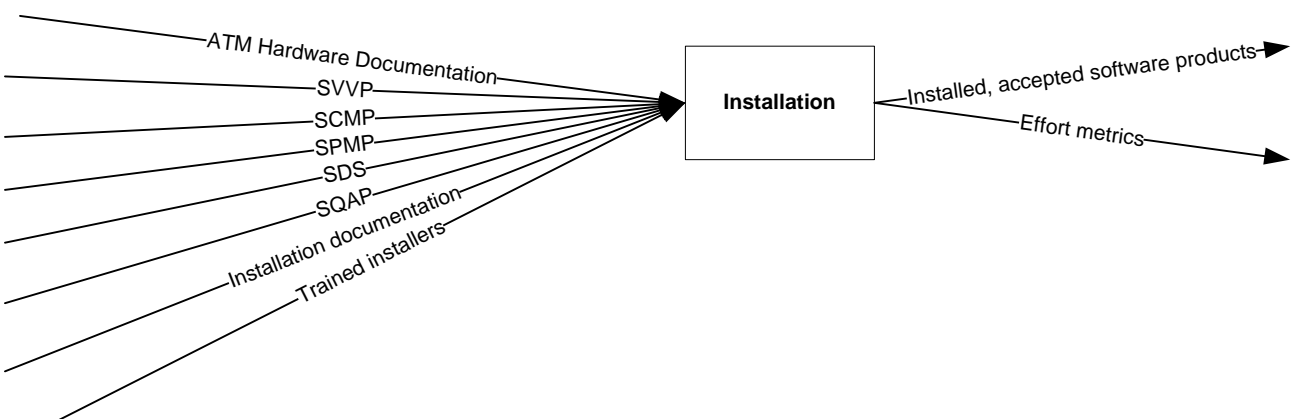 ATM Hardware Documentation
SVVP
SCMP
SPMP
SDS
SQAP
Installation documentation
Trained installers
Installation
Installed, accepted software products
Effort metrics